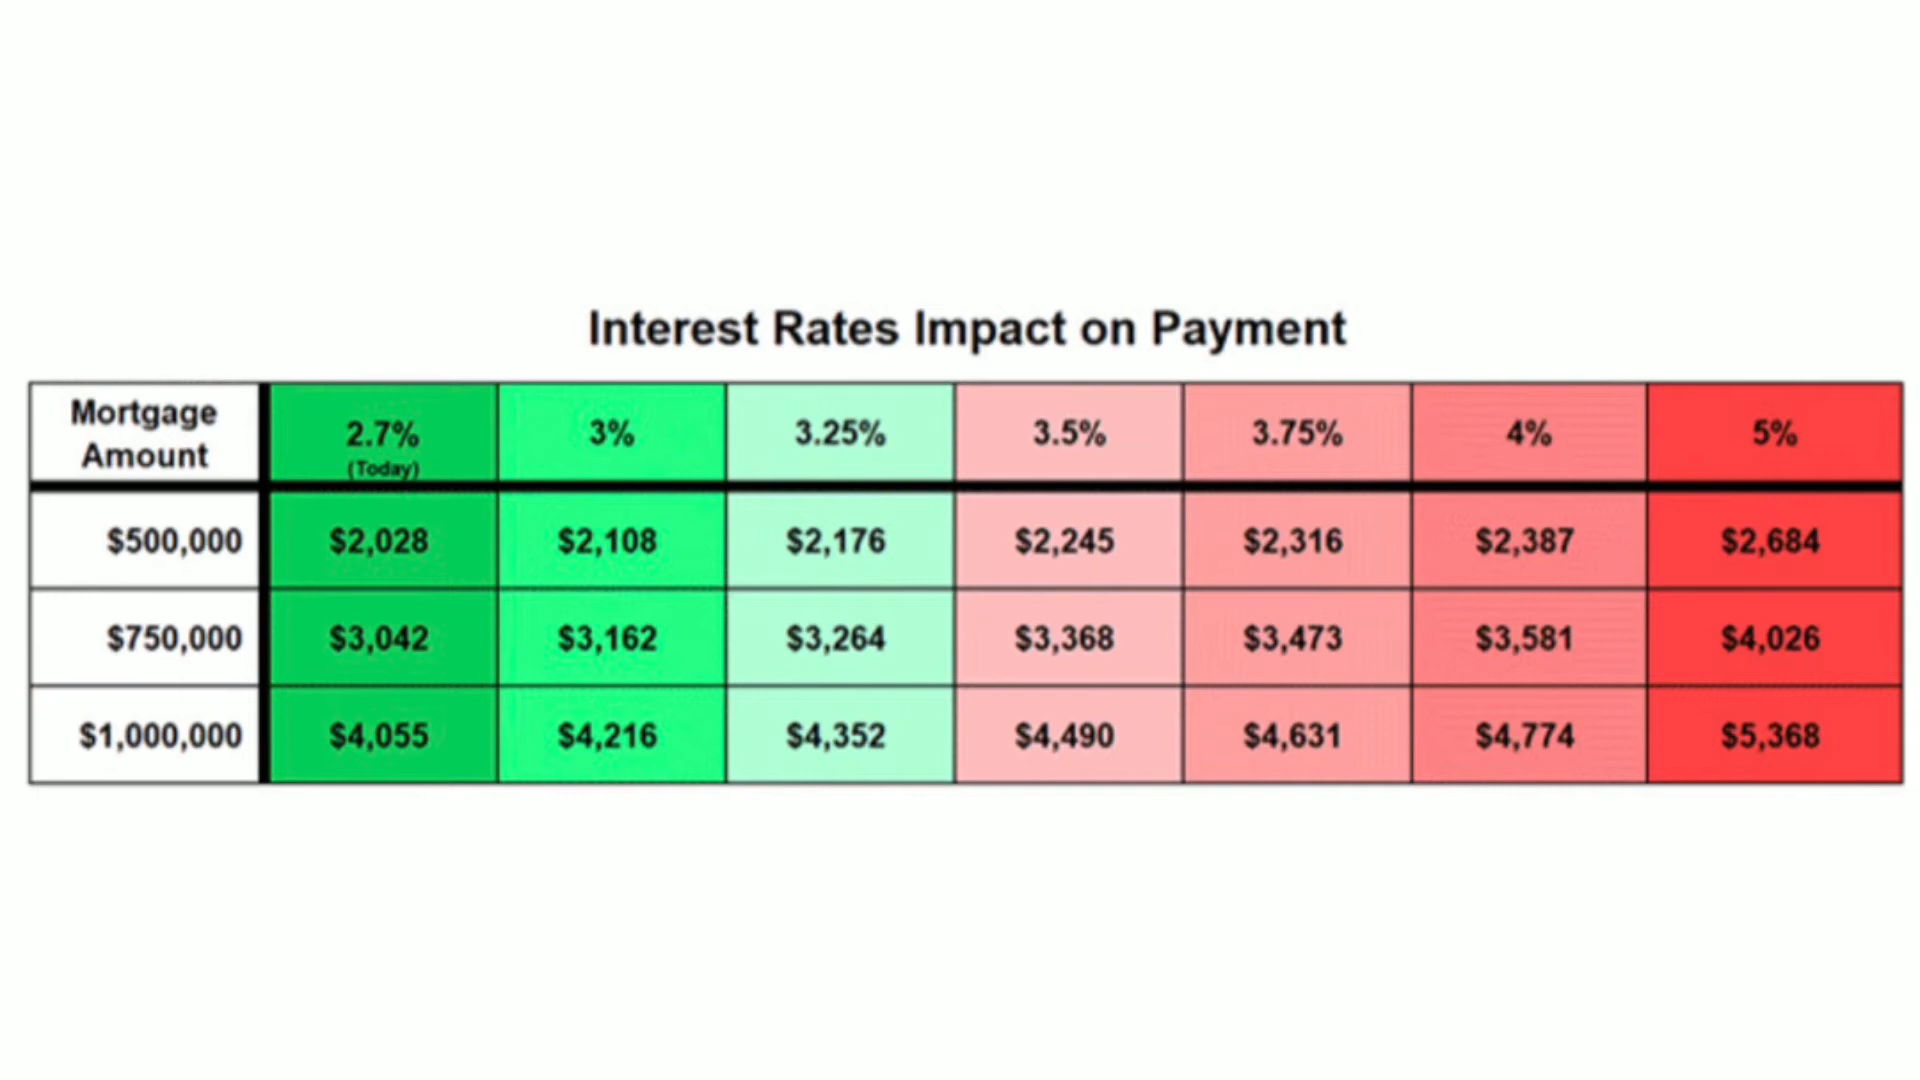 Interest Rates Impact on Payment
Mortgage
Amount
2.7%
(Today)
3%
3.25%
3.5%
3.75%
4%
5%
$500,000 $2,028 $2,108 $2,176 $2,245 $2,316 $2,387 $2,684
$750,000 $3,042 $3,162 $3,264 $3,368 $3,473 $3,581 $4,026
$1,000,000 $4,055 $4,216 $4,352 $4,490 $4,631 $4,774 $5,368